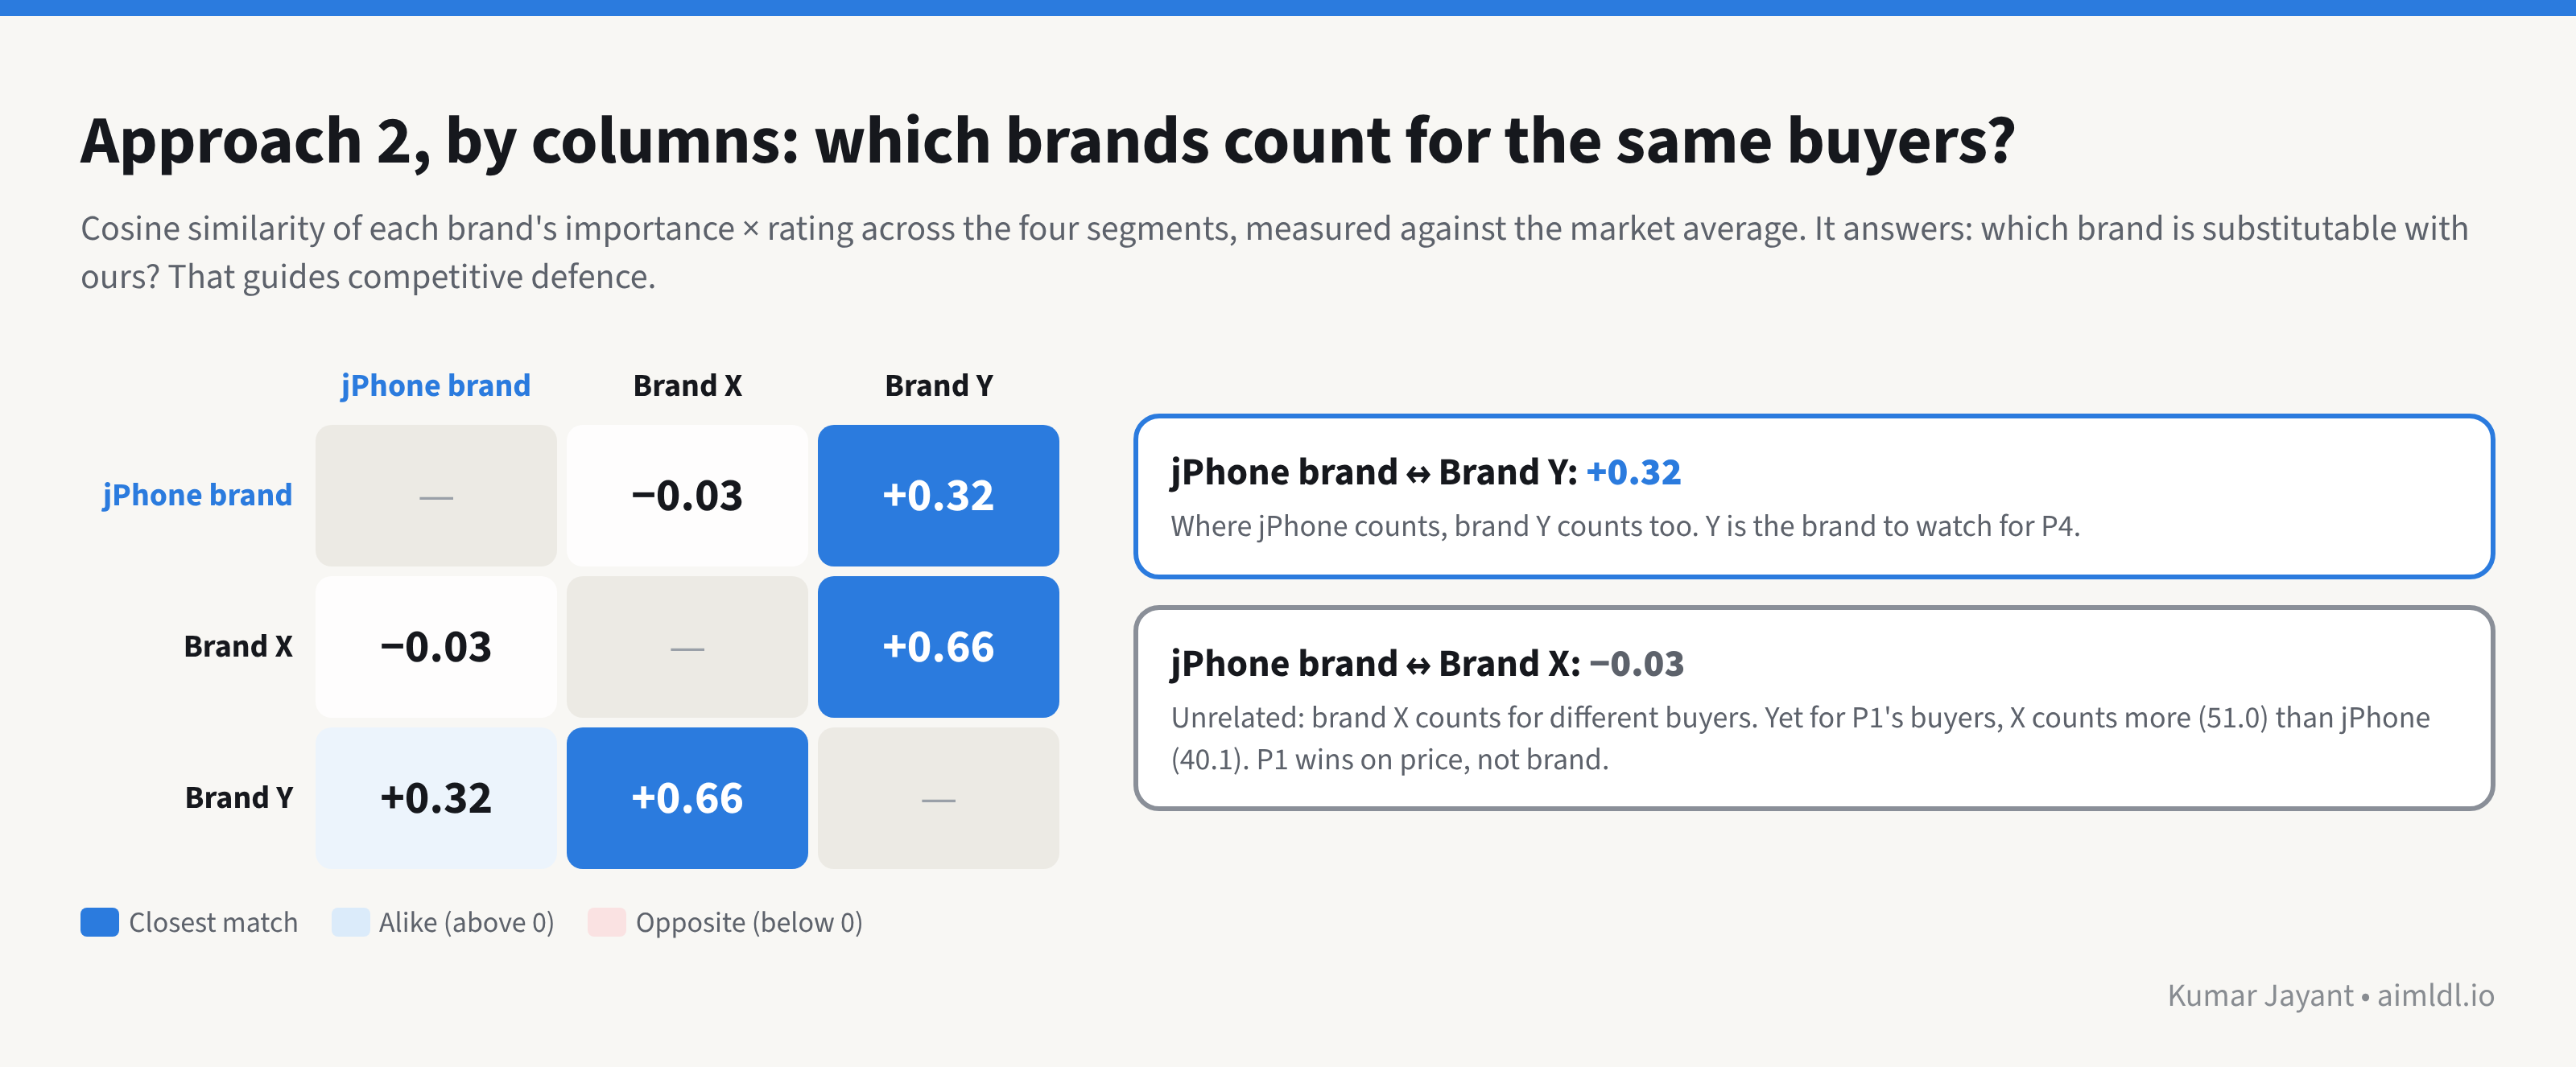 Approach 2, by columns: which brands count for the same buyers?
Cosine similarity of each brand's importance × rating across the four segments, measured against the market average. It answers: which brand is substitutable with
ours? That guides competitive defence.
jPhone brand Brand X Brand Y
jPhone brand — −0.03 +0.32
Brand X −0.03 — +0.66
Brand Y +0.32 +0.66 —
Closest match Alike (above 0) Opposite (below 0)
jPhone brand ↔ Brand Y: +0.32
Where jPhone counts, brand Y counts too. Y is the brand to watch for P4.
jPhone brand ↔ Brand X: −0.03
Unrelated: brand X counts for different buyers. Yet for P1's buyers, X counts more (51.0) than jPhone
(40.1). P1 wins on price, not brand.
Kumar Jayant • aimldl.io